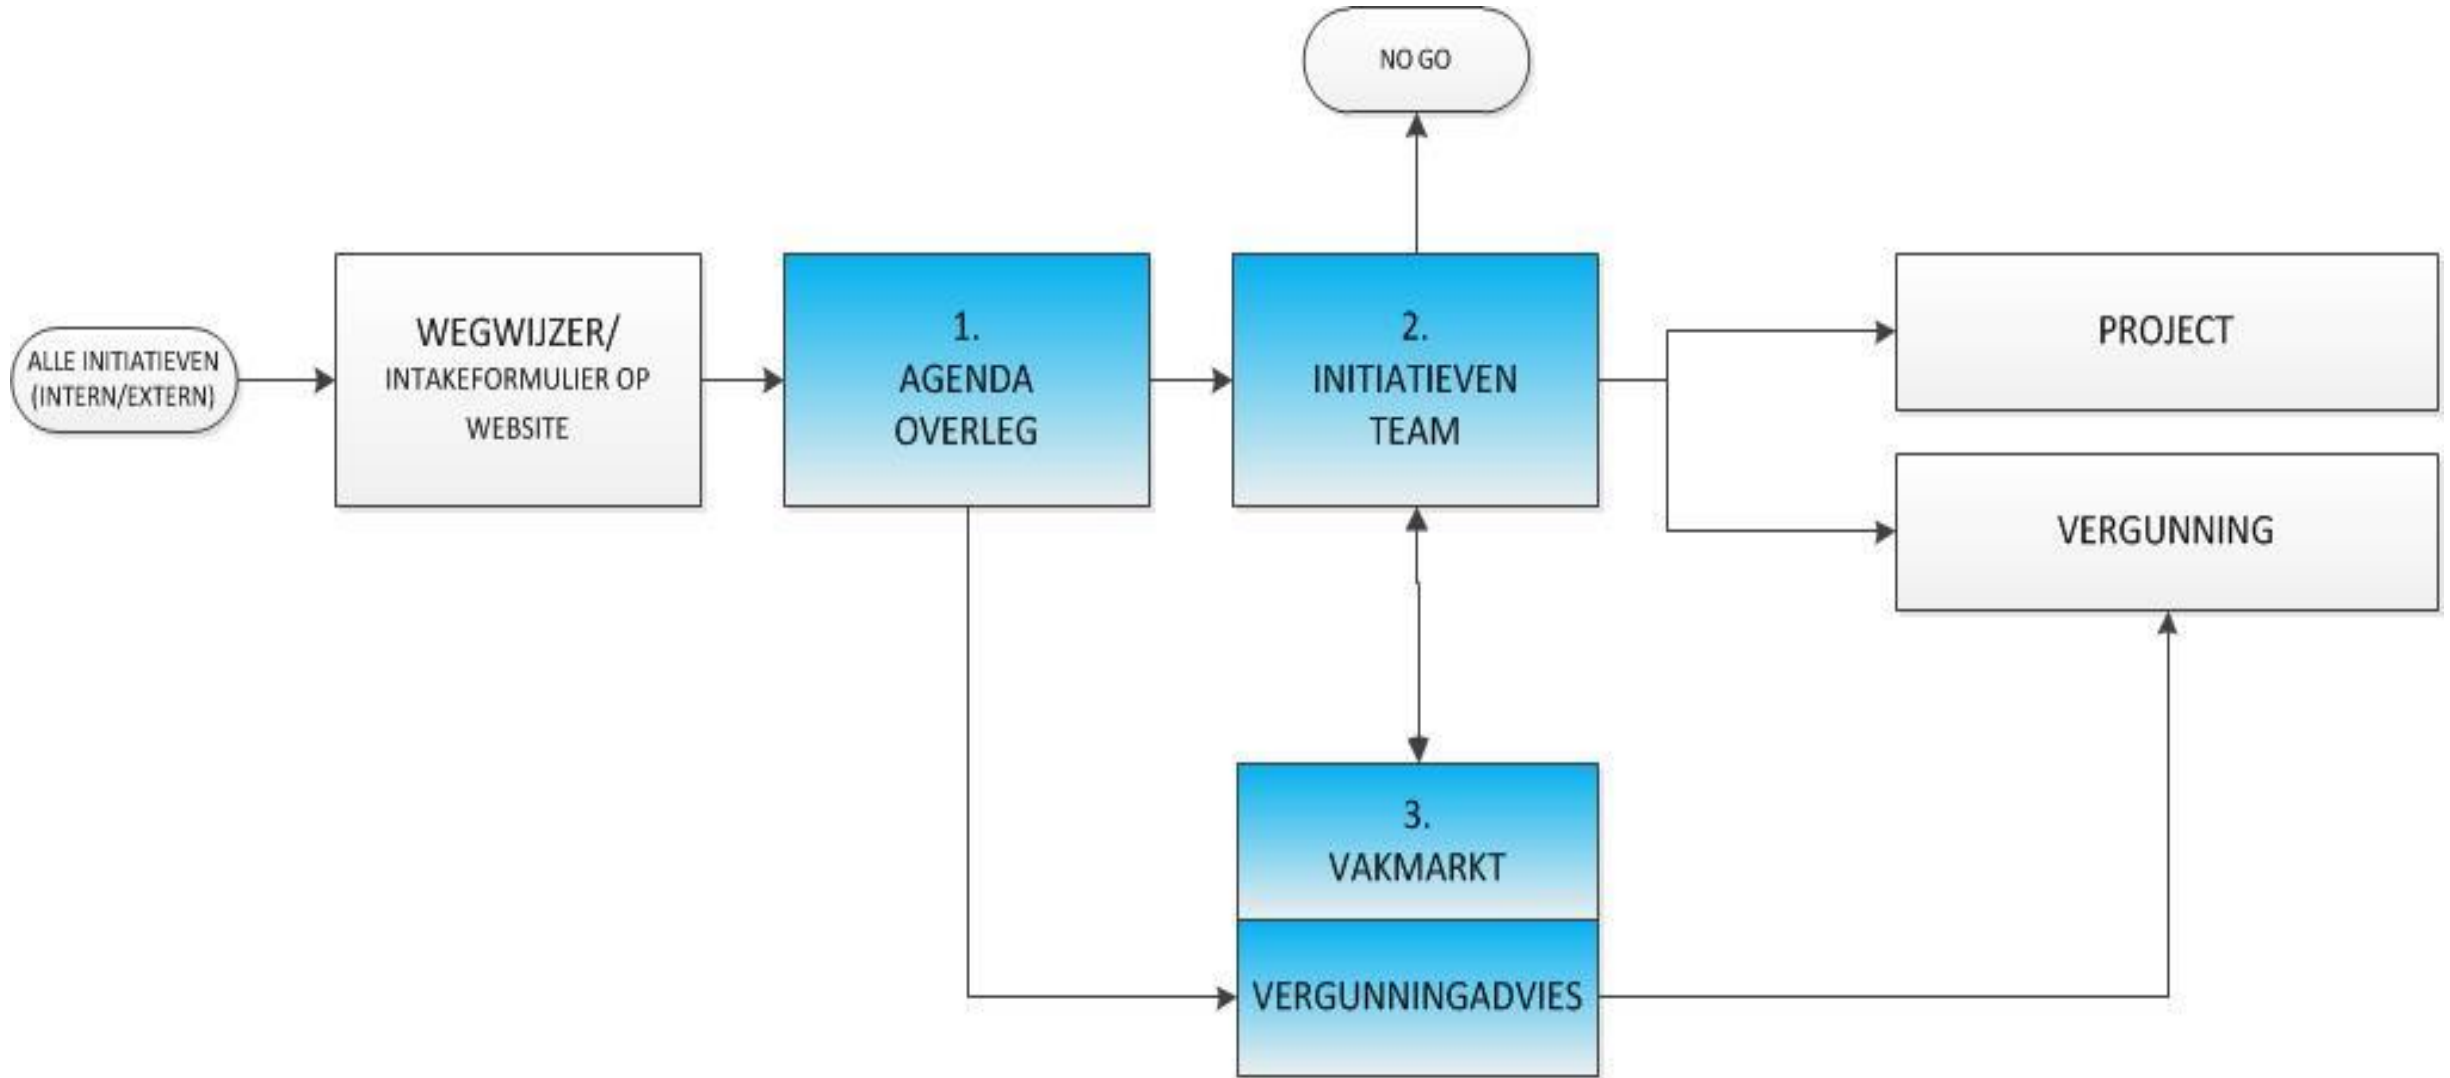 NO GO
ALLE INITIATIEVEN
(INTERN/EXTERN)
WEGWIJZER/
INTAKEFORMULIER OP
WEBSITE
1.
AGENDA
OVERLEG
2.
INITIATIEVEN
TEAM
PROJECT
VERGUNNING
3.
VAKMARKT
VERGUNNINGADVIES